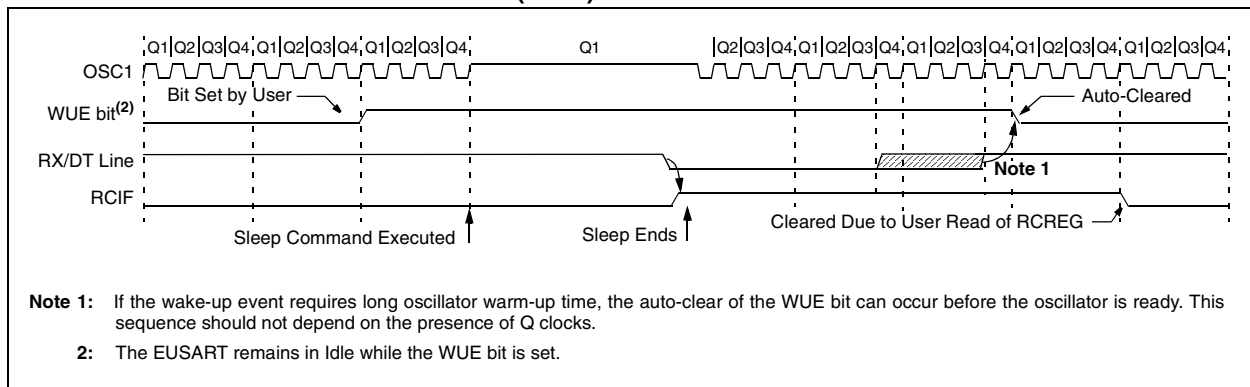 Q1 Q2 Q3 Q4 Q1 Q2 Q3 Q4 Q1 Q2 Q3 Q4 Q1 Q2 Q3 Q4 Q1 Q2 Q3 Q4 Q1 Q2 Q3 Q4 Q1 Q2 Q3 Q4 Q1 Q2 Q3 Q4
OSC1
Bit Set by User
Auto-Cleared
WUE bit(2)
RX/DT Line
Note 1
RCIF
Cleared Due to User Read of RCREG
Sleep Command Executed
Sleep Ends
Note 1: If the wake-up event requires long oscillator warm-up time, the auto-clear of the WUE bit can occur before the oscillator is ready. This
sequence should not depend on the presence of Q clocks.
2: The EUSART remains in Idle while the WUE bit is set.